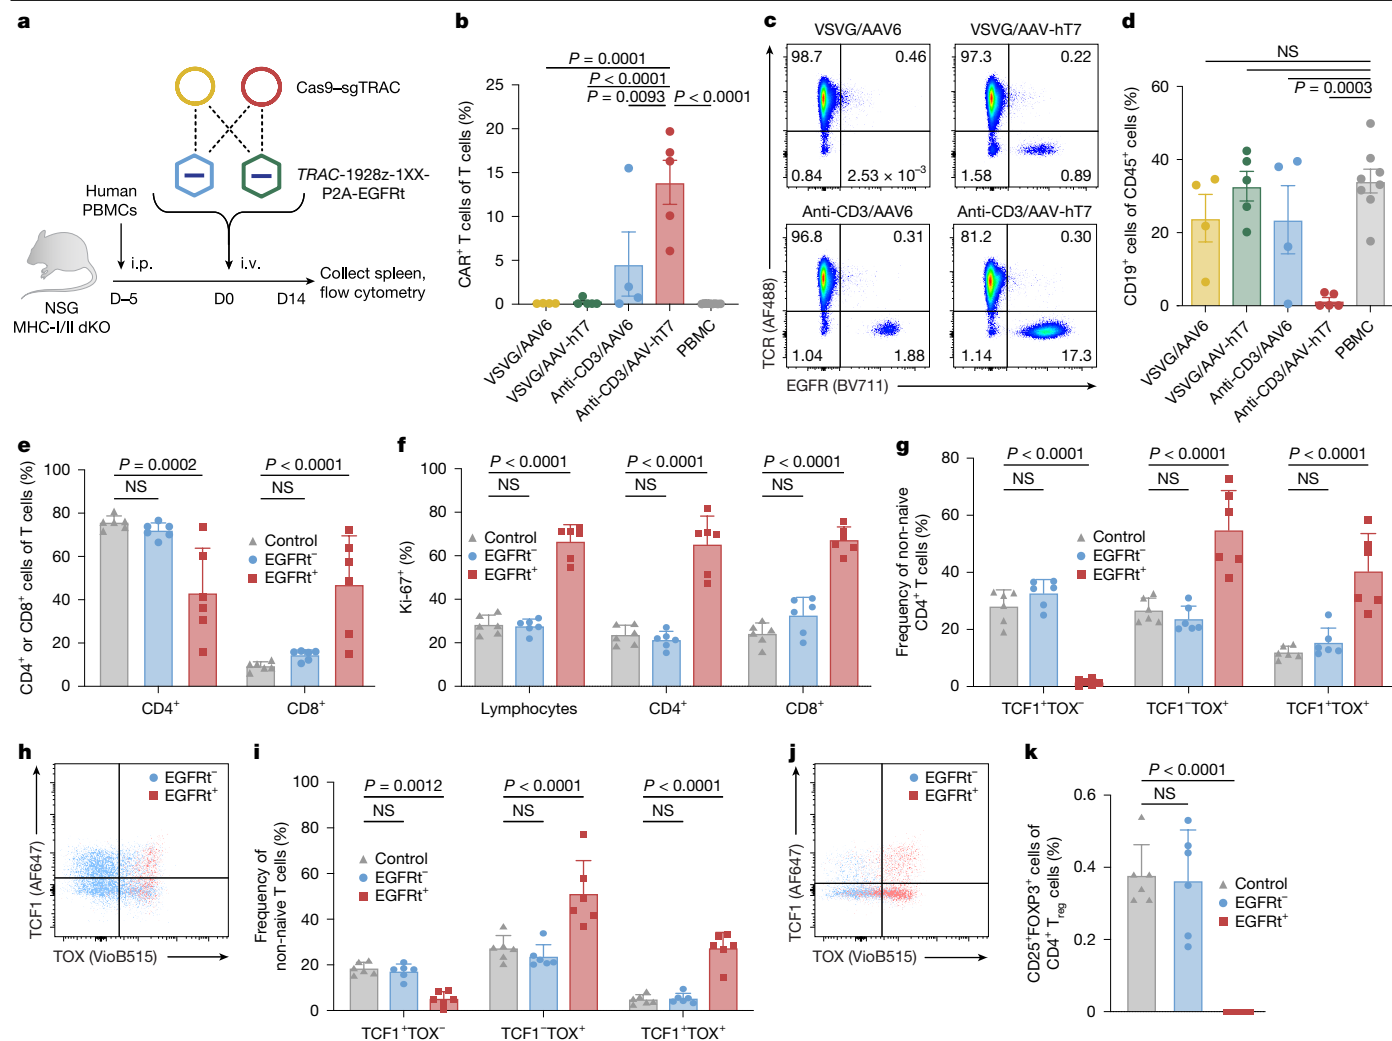 a
Cas9–sgTRAC
TRAC-1928z-1XX-
P2A-EGFRt
Human
PBMCs
i.p.
i.v.
D–5
D0
D14
Collect spleen,
flow cytometry
NSG
MHC-I/II dKO
b
P = 0.0001
P < 0.0001
P = 0.0093
P < 0.0001
CAR+ T cells of T cells (%)
25
20
15
10
5
0
VSVG/AAV6
VSVG/AAV-hT7
Anti-CD3/AAV6
Anti-CD3/AAV-hT7
PBMC
c
VSVG/AAV6
VSVG/AAV-hT7
98.7
0.46
97.3
0.22
0.84
2.53 × 10−3
1.58
0.89
Anti-CD3/AAV6
Anti-CD3/AAV-hT7
96.8
0.31
81.2
0.30
1.04
1.88
1.14
17.3
TCR (AF488)
EGFR (BV711)
d
NS
P = 0.0003
CD19+ cells of CD45+ cells (%)
60
40
20
0
VSVG/AAV6
VSVG/AAV-hT7
Anti-CD3/AAV6
Anti-CD3/AAV-hT7
PBMC
e
P = 0.0002
P < 0.0001
NS
NS
Control
EGFRt−
EGFRt+
CD4+ or CD8+ cells of T cells (%)
100
80
60
40
20
0
CD4+
CD8+
f
P < 0.0001
P < 0.0001
P < 0.0001
NS
NS
NS
Control
EGFRt−
EGFRt+
Ki-67+ (%)
100
80
60
40
20
0
Lymphocytes
CD4+
CD8+
g
P < 0.0001
P < 0.0001
P < 0.0001
NS
NS
NS
Control
EGFRt−
EGFRt+
Frequency of non-naive
CD4+ T cells (%)
80
60
40
20
0
TCF1+TOX−
TCF1−TOX+
TCF1+TOX+
h
EGFRt−
EGFRt+
TCF1 (AF647)
TOX (VioB515)
i
P = 0.0012
P < 0.0001
P < 0.0001
NS
NS
NS
Control
EGFRt−
EGFRt+
Frequency of
non-naive T cells (%)
100
80
60
40
20
0
TCF1+TOX−
TCF1−TOX+
TCF1+TOX+
j
EGFRt−
EGFRt+
TCF1 (AF647)
TOX (VioB515)
k
P < 0.0001
NS
Control
EGFRt−
EGFRt+
CD25+FOXP3+ cells of
CD4+ Treg cells (%)
0.6
0.4
0.2
0